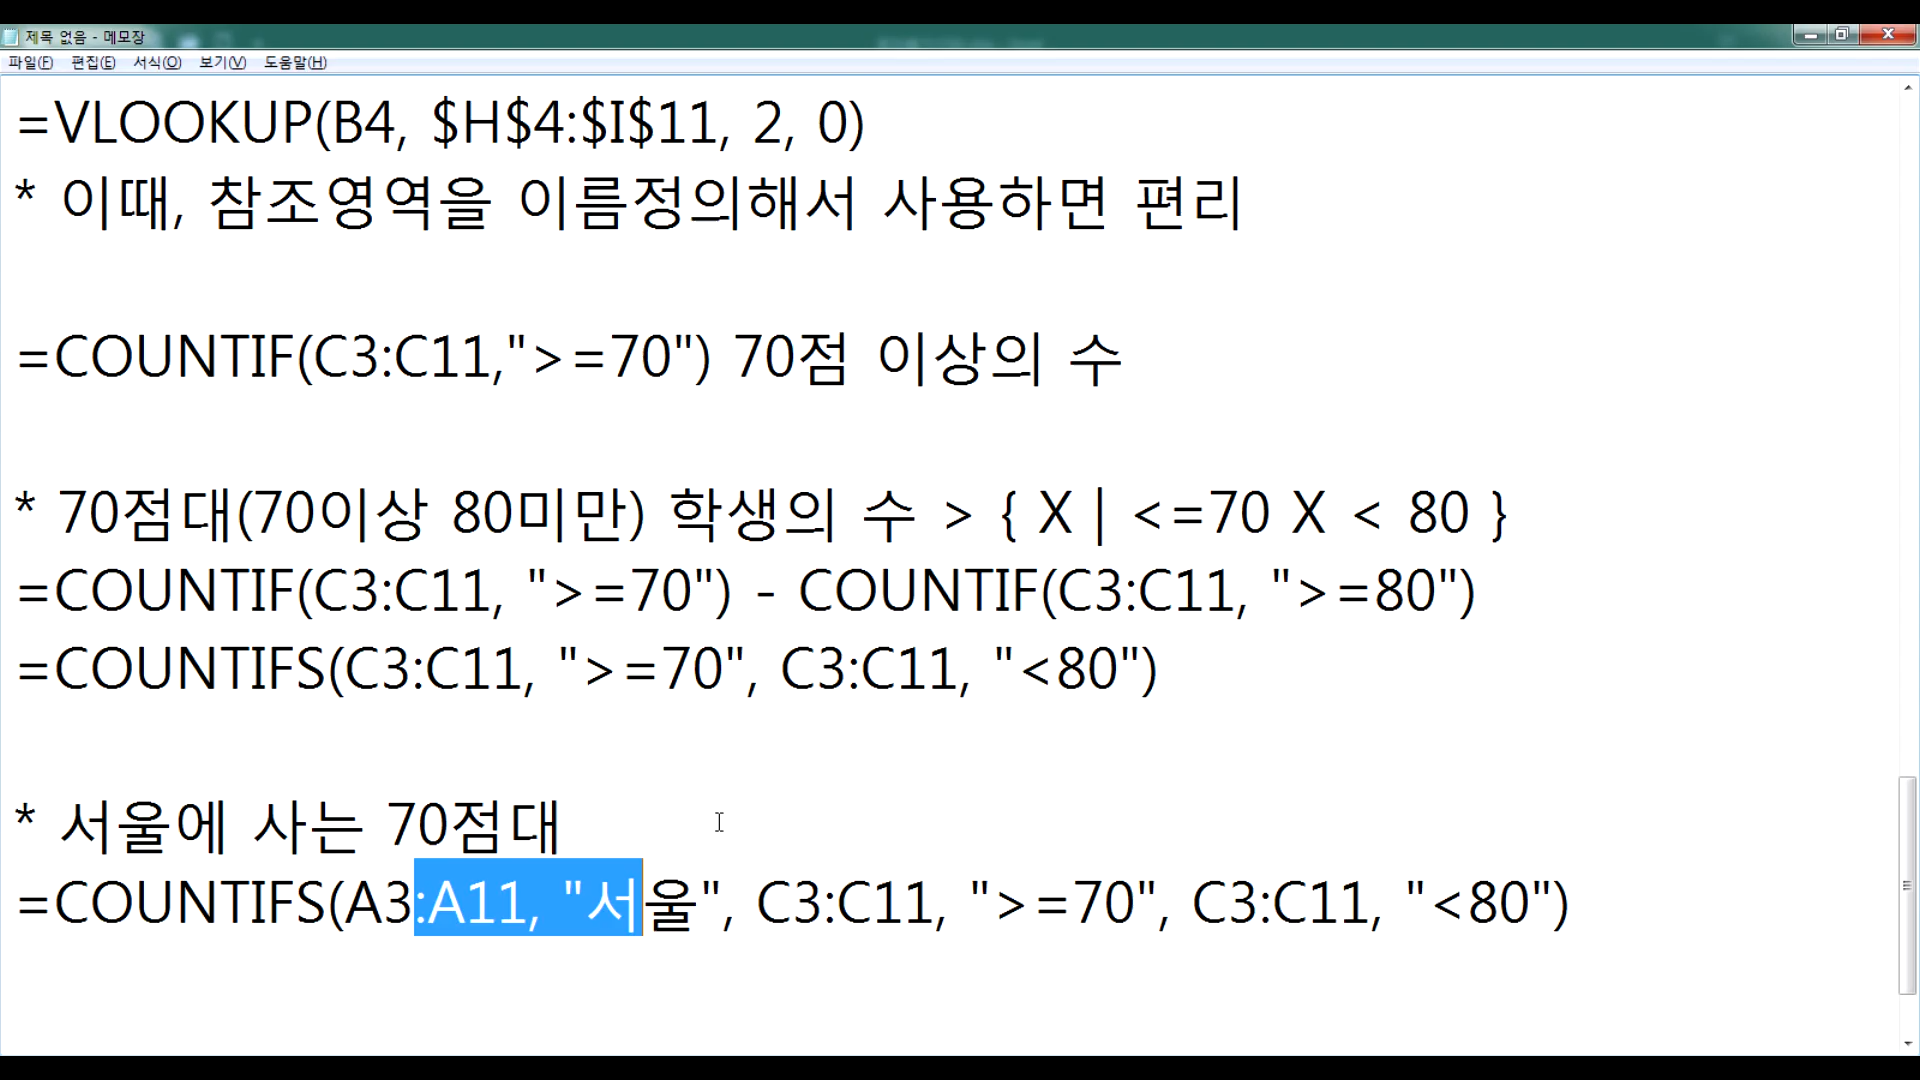 제목 없음 - 메모장
파일(F) 편집(E) 서식(O) 보기(V) 도움말(H)
=VLOOKUP(B4, $H$4:$I$11, 2, 0)
* 이때, 참조영역을 이름정의해서 사용하면 편리
=COUNTIF(C3:C11,">=70") 70점 이상의 수
* 70점대(70이상 80미만) 학생의 수 > { X | <=70 X < 80 }
=COUNTIF(C3:C11, ">=70") - COUNTIF(C3:C11, ">=80")
=COUNTIFS(C3:C11, ">=70", C3:C11, "<80")
* 서울에 사는 70점대
=COUNTIFS(A3:A11, "서울", C3:C11, ">=70", C3:C11, "<80")